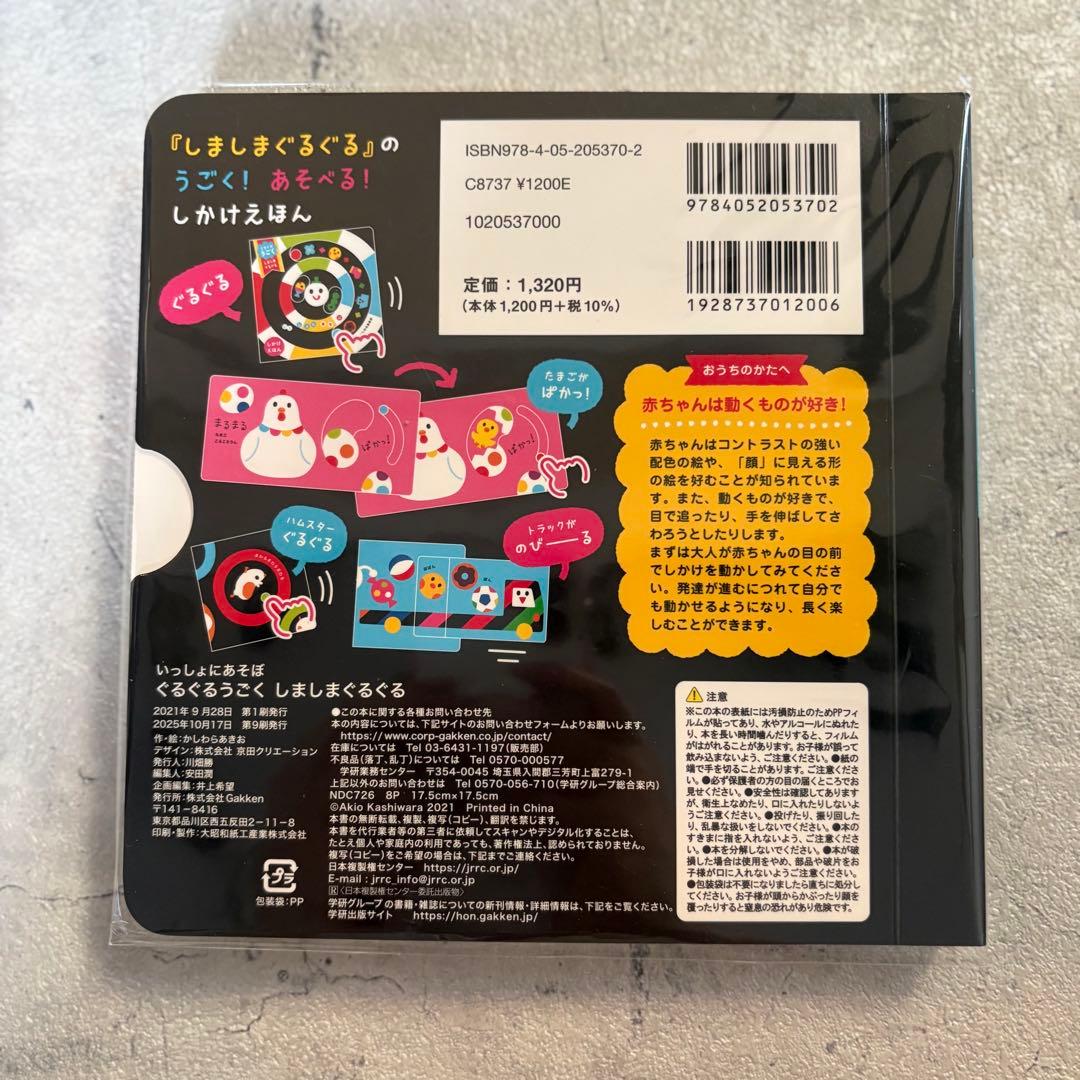 『しましまぐるぐる』の
うごく！ あそべる！
しかけえほん
ISBN978-4-05-205370-2
C8737 ¥1200E
1020537000
9784052053702
定価：1,320円
（本体1,200円＋税10%）
1928737012006
ぐるぐる
しかけ
えほん
たまごが
ぱかっ！
まるまる
ぱかっ！
ぱかっ！
ハムスター
ぐるぐる
トラックが
のびーーる
おうちのかたへ
赤ちゃんは動くものが好き！
赤ちゃんはコントラストの強い
配色の絵や、「顔」に見える形
の絵を好むことが知られていま
す。また、動くものが好きで、
目で追ったり、手を伸ばしてさ
わろうとしたりします。
まずは大人が赤ちゃんの目の前
でしかけを動かしてみてくださ
い。発達が進むにつれて自分で
も動かせるようになり、長く楽
しむことができます。
いっしょにあそぼ
ぐるぐるうごく しましまぐるぐる
2021年9月28日 第1刷発行
2025年10月17日 第9刷発行
作・絵：かしわらあきお
デザイン：株式会社 京田クリエーション
発行人：川畑勝
編集人：安田潤
企画編集：井上希望
発行所：株式会社Gakken
〒141-8416
東京都品川区西五反田2-11-8
印刷・製作：大昭和紙工産業株式会社
プラ
包装袋：PP
●この本に関する各種お問い合わせ先
本の内容については、下記サイトのお問い合わせフォームよりお願いします。
https://www.corp-gakken.co.jp/contact/
在庫については Tel 03-6431-1197（販売部）
不良品（落丁、乱丁）については Tel 0570-000577
学研業務センター 〒354-0045 埼玉県入間郡三芳町上富279-1
上記以外のお問い合わせは Tel 0570-056-710（学研グループ総合案内）
NDC726 8P 17.5cm×17.5cm
©Akio Kashiwara 2021 Printed in China
本書の無断転載、複製、複写（コピー）、翻訳を禁じます。
本書を代行業者等の第三者に依頼してスキャンやデジタル化することは、
たとえ個人や家庭内の利用であっても、著作権法上、認められておりません。
複写（コピー）をご希望の場合は、下記までご連絡ください。
日本複製権センター https://jrrc.or.jp/
E-mail：jrrc_info@jrrc.or.jp
R〈日本複製権センター委託出版物〉
学研グループの書籍・雑誌についての新刊情報・詳細情報は、下記をご覧ください。
学研出版サイト https://hon.gakken.jp/
注意
※この本の表紙には汚損防止のためPPフィ
ルムが貼ってあり、水やアルコールにぬれた
り、本を長い時間噛んだりすると、フィルム
がはがれることがあります。お子様が誤って
飲み込まないよう、ご注意ください。●紙の
端で手を切ることがあります。ご注意くださ
い。●必ず保護者の方の目の届くところでお
見せください。●安全性は確認してあります
が、衛生上なめたり、口に入れたりしないよ
うご注意ください。●投げたり、振り回した
り、乱暴な扱いをしないでください。●本の
すきまに指を入れないよう、ご注意ください。
●本を分解しないでください。●本が破
損した場合は使用をやめ、部品や破片をお子
様が口に入れないようご注意ください。
●包装袋は不要になりましたら直ちに処分し
てください。お子様が頭からかぶったり顔を
覆ったりすると窒息の恐れがあり危険です。